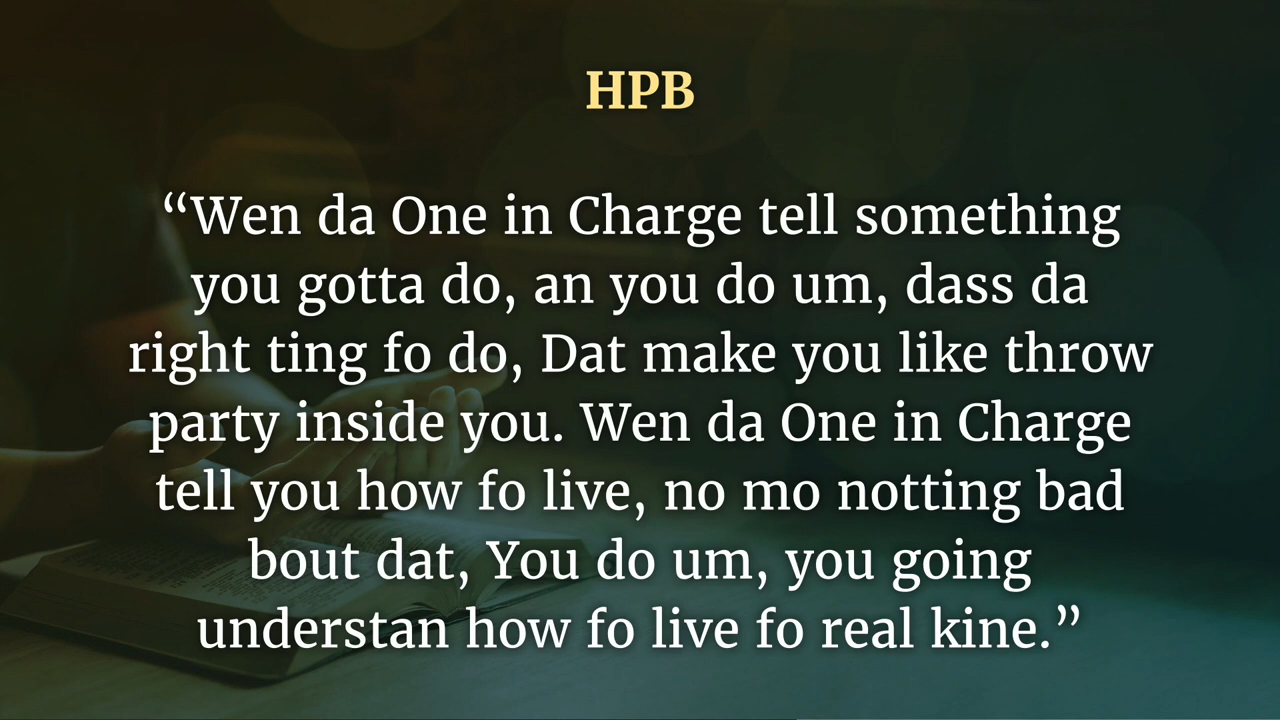 HPB
“Wen da One in Charge tell something
you gotta do, an you do um, dass da
right ting fo do, Dat make you like throw
party inside you. Wen da One in Charge
tell you how fo live, no mo notting bad
bout dat, You do um, you going
understan how fo live fo real kine.”